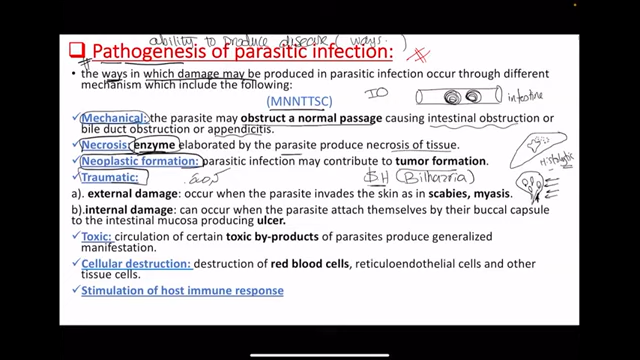 ability to produce disease (ways)
Pathogenesis of parasitic infection:
the ways in which damage may be produced in parasitic infection occur through different
mechanism which include the following:
(MNNTTSC)
IO
intestine
Mechanical: the parasite may obstruct a normal passage causing intestinal obstruction or
bile duct obstruction or appendicitis.
Necrosis: enzyme elaborated by the parasite produce necrosis of tissue.
Histolytic
Neoplastic formation: parasitic infection may contribute to tumor formation.
Traumatic:
SH (Bilharzia)
a). external damage: occur when the parasite invades the skin as in scabies, myasis.
b).internal damage: can occur when the parasite attach themselves by their buccal capsule
to the intestinal mucosa producing ulcer.
Toxic: circulation of certain toxic by-products of parasites produce generalized
manifestation.
Cellular destruction: destruction of red blood cells, reticuloendothelial cells and other
tissue cells.
Stimulation of host immune response